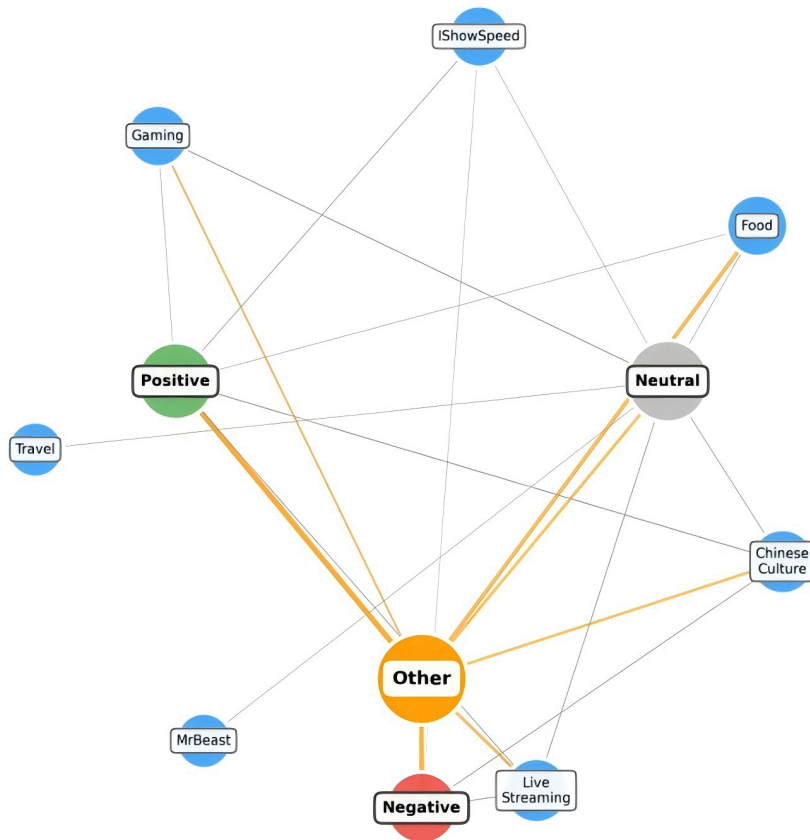 IShowSpeed
Gaming
Food
Positive
Neutral
Travel
Chinese
Culture
Other
MrBeast
Live
Streaming
Negative